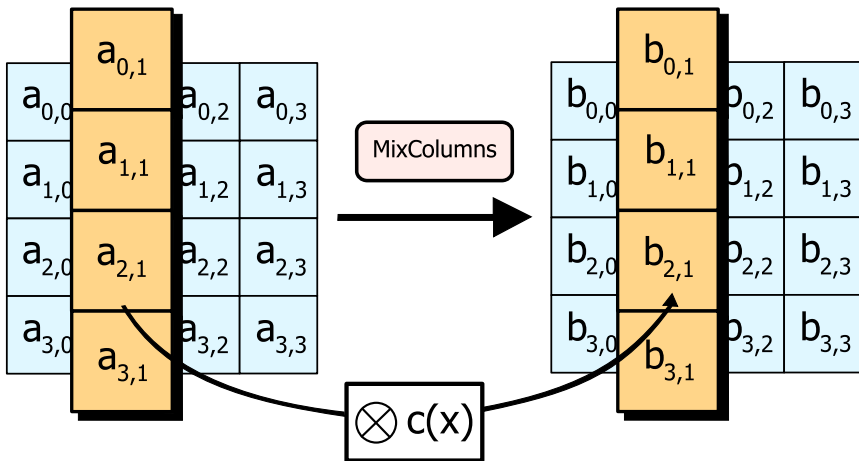 a0,1 b0,1
a0,0 a0,2 a0,3 b0,0 b0,2 b0,3
MixColumns
a1,1 b1,1
a1,0 a1,2 a1,3 b1,0 b1,2 b1,3
a2,1 b2,1
a2,0 a2,2 a2,3 b2,0 b2,2 b2,3
a3,0 a3,2 a3,3 b3,0 b3,2 b3,3
a3,1 b3,1
⊗ c(x)